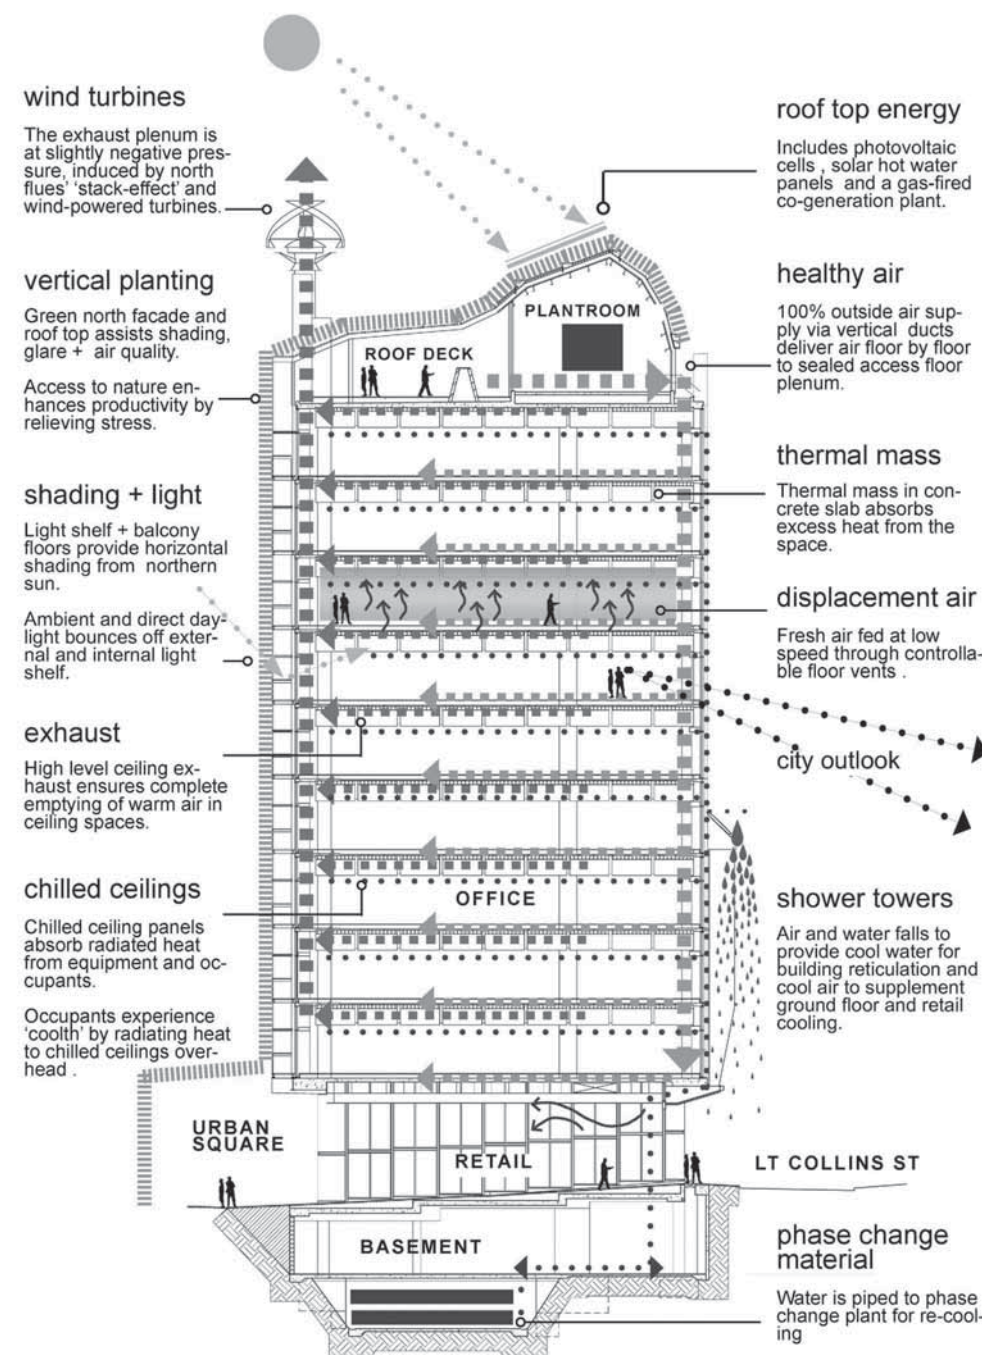 wind turbines
The exhaust plenum is
at slightly negative pres-
sure, induced by north
flues' 'stack-effect' and
wind-powered turbines.
vertical planting
Green north facade and
roof top assists shading,
glare + air quality.
Access to nature en-
hances productivity by
relieving stress.
shading + light
Light shelf + balcony
floors provide horizontal
shading from northern
sun.
Ambient and direct day-
light bounces off exter-
nal and internal light
shelf.
exhaust
High level ceiling ex-
haust ensures complete
emptying of warm air in
ceiling spaces.
chilled ceilings
Chilled ceiling panels
absorb radiated heat
from equipment and oc-
cupants.
Occupants experience
'coolth' by radiating heat
to chilled ceilings over-
head .
PLANTROOM
ROOF DECK
OFFICE
URBAN
SQUARE
RETAIL
LT COLLINS ST
BASEMENT
roof top energy
Includes photovoltaic
cells , solar hot water
panels and a gas-fired
co-generation plant.
healthy air
100% outside air sup-
ply via vertical ducts
deliver air floor by floor
to sealed access floor
plenum.
thermal mass
Thermal mass in con-
crete slab absorbs
excess heat from the
space.
displacement air
Fresh air fed at low
speed through controlla-
ble floor vents .
city outlook
shower towers
Air and water falls to
provide cool water for
building reticulation and
cool air to supplement
ground floor and retail
cooling.
phase change
material
Water is piped to phase
change plant for re-cool-
ing